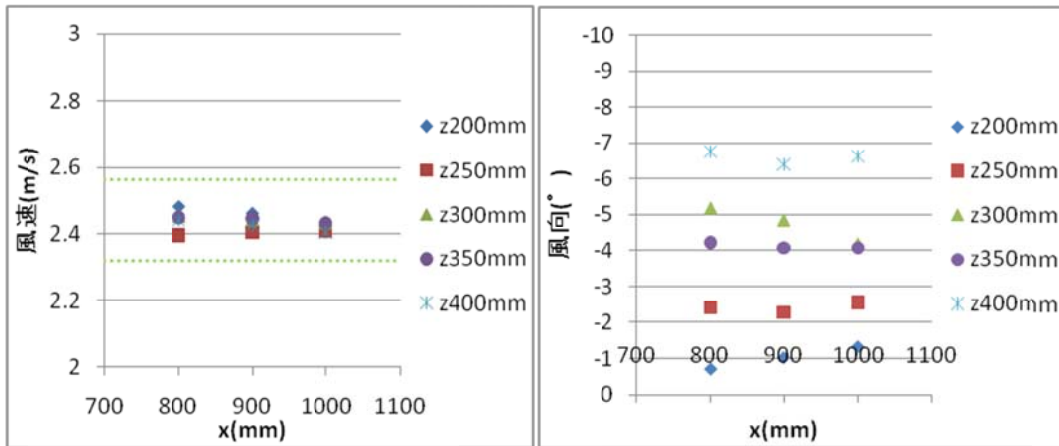 3
2.8
2.6
2.4
2.2
2
風速(m/s)
700 800 900 1000 1100
x(mm)
z200mm
z250mm
z300mm
z350mm
z400mm
-10
-9
-8
-7
-6
-5
-4
-3
-2
-1
0
風向(°)
700 800 900 1000 1100
x(mm)
z200mm
z250mm
z300mm
z350mm
z400mm